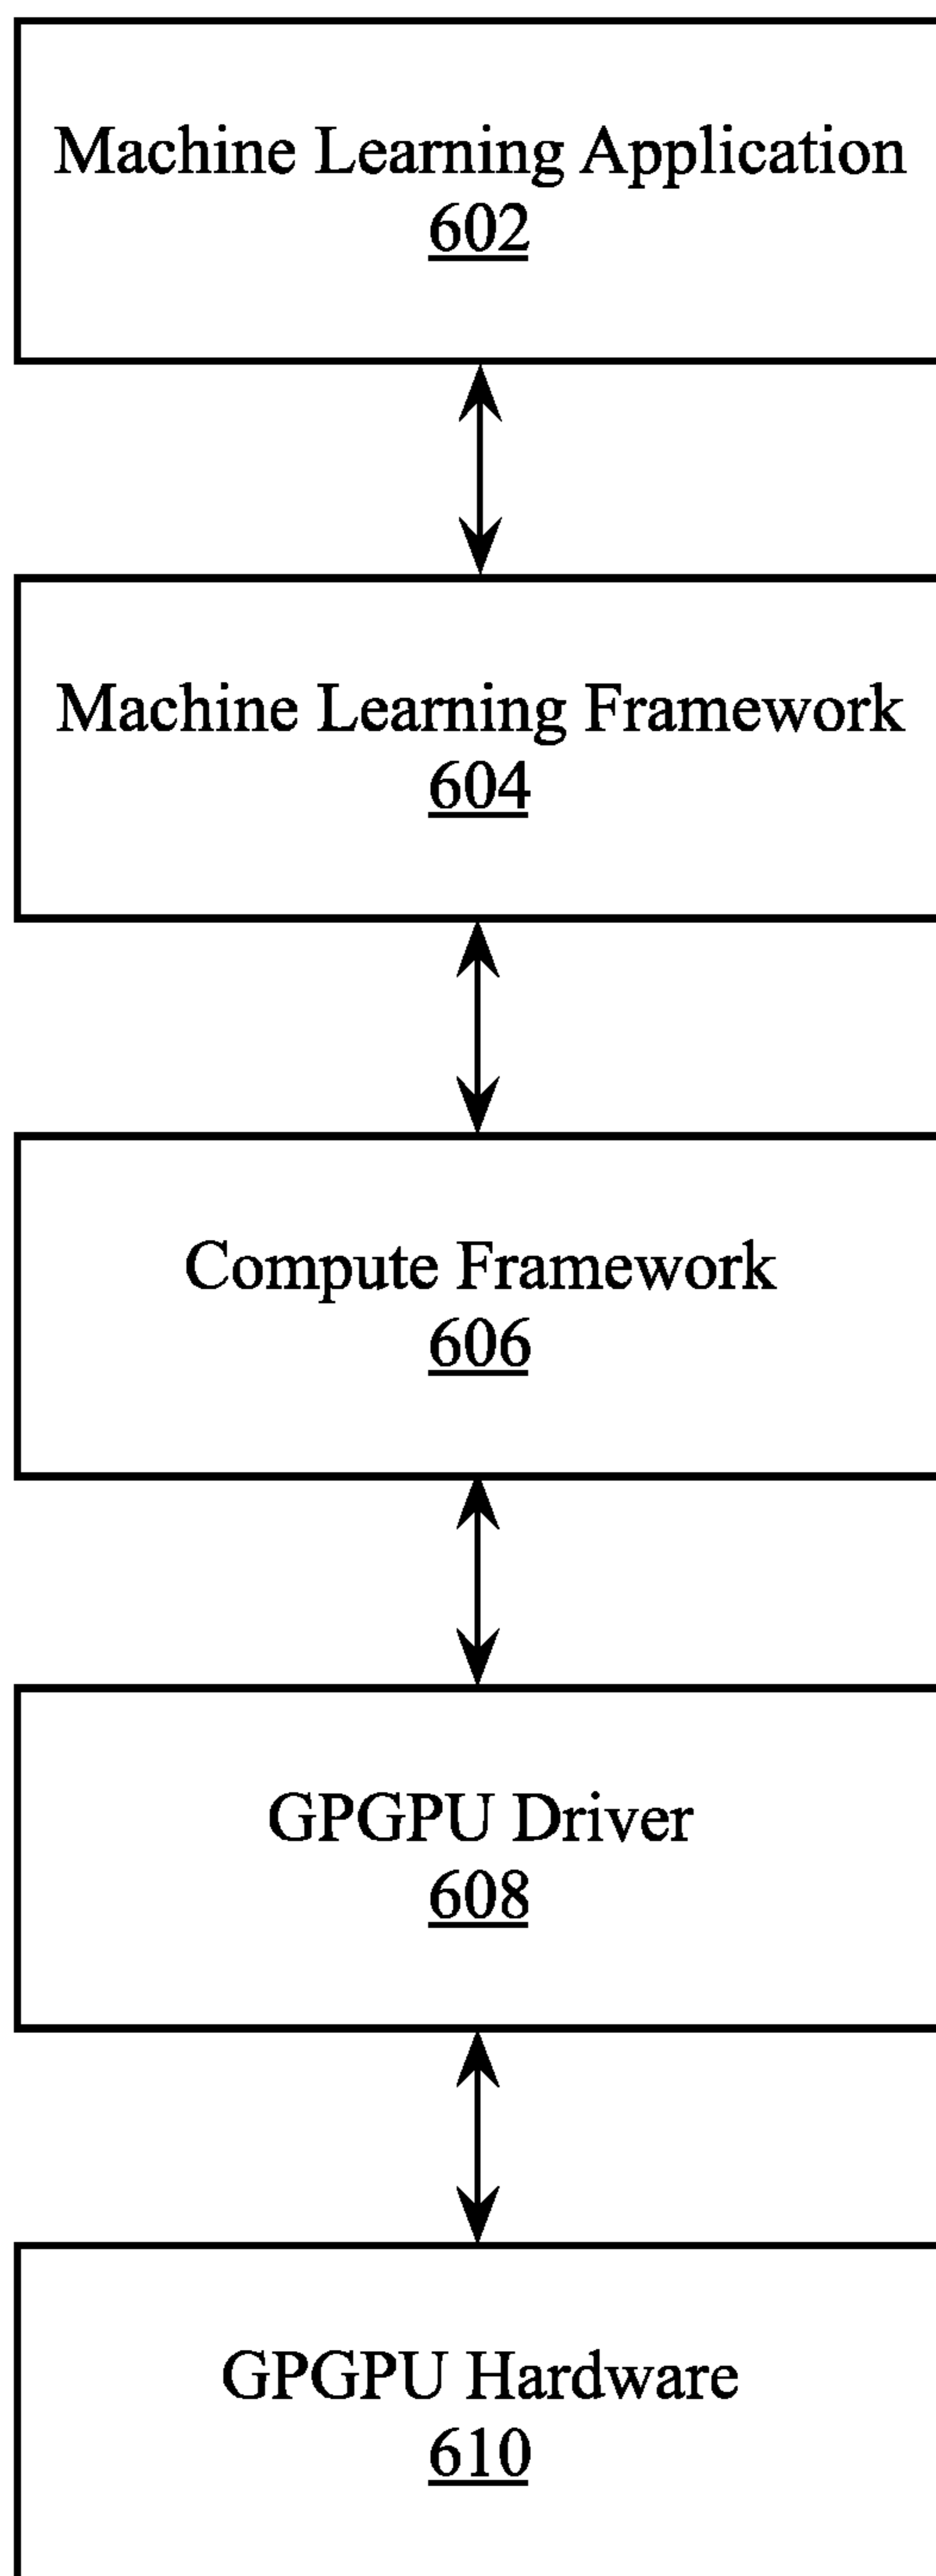 Machine Learning Application
602
Machine Learning Framework
604
Compute Framework
606
GPGPU Driver
608
GPGPU Hardware
610